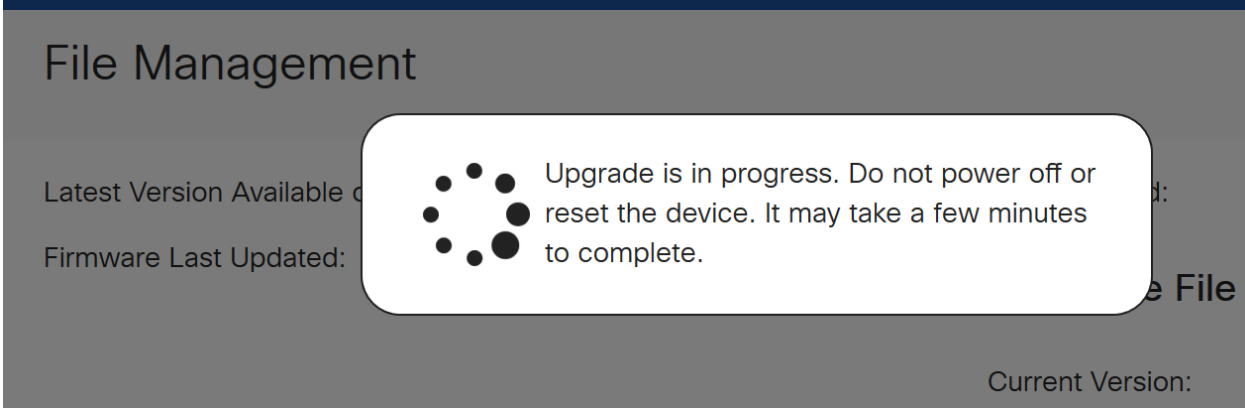 File Management
Upgrade is in progress. Do not power off or
reset the device. It may take a few minutes
to complete.
Latest Version Available
Firmware Last Updated:
File
Current Version: